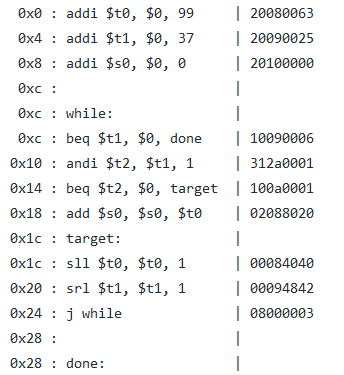 0x0 : addi $t0, $0, 99 | 20080063
0x4 : addi $t1, $0, 37 | 20090025
0x8 : addi $s0, $0, 0 | 20100000
0xc : |
0xc : while: |
0xc : beq $t1, $0, done | 10090006
0x10 : andi $t2, $t1, 1 | 312a0001
0x14 : beq $t2, $0, target | 100a0001
0x18 : add $s0, $s0, $t0 | 02088020
0x1c : target: |
0x1c : sll $t0, $t0, 1 | 00084040
0x20 : srl $t1, $t1, 1 | 00094842
0x24 : j while | 08000003
0x28 : |
0x28 : done: |